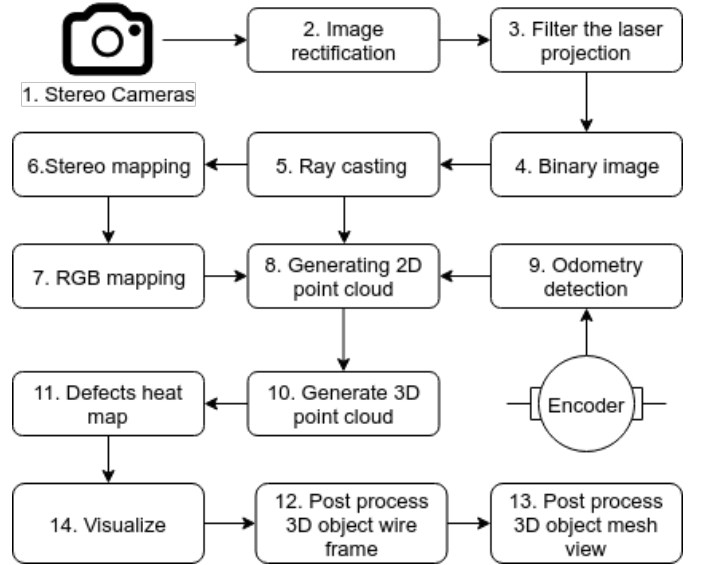 2. Image
rectification
3. Filter the laser
projection
1. Stereo Cameras
6.Stereo mapping
5. Ray casting
4. Binary image
7. RGB mapping
8. Generating 2D
point cloud
9. Odometry
detection
11. Defects heat
map
10. Generate 3D
point cloud
Encoder
14. Visualize
12. Post process
3D object wire
frame
13. Post process
3D object mesh
view